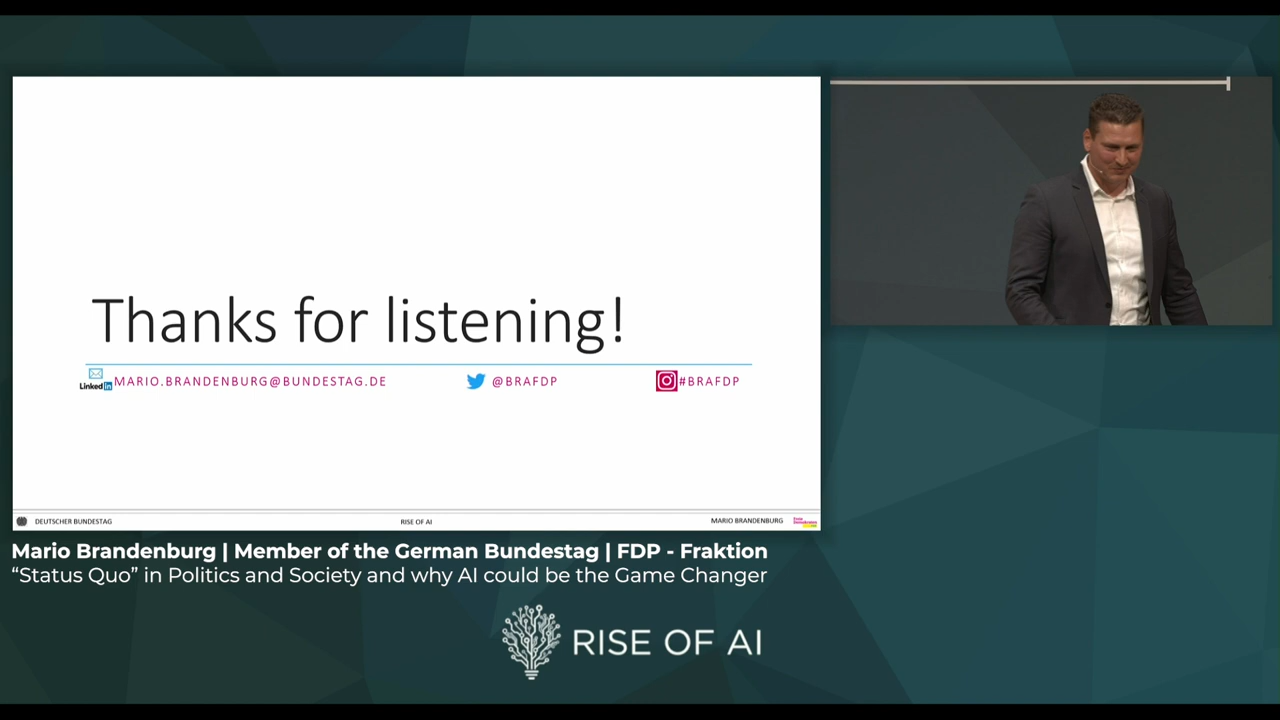 Thanks for listening!
LinkedIn MARIO.BRANDENBURG@BUNDESTAG.DE @BRAFDP #BRAFDP
DEUTSCHER BUNDESTAG RISE OF AI MARIO BRANDENBURG
Mario Brandenburg | Member of the German Bundestag | FDP - Fraktion
“Status Quo” in Politics and Society and why AI could be the Game Changer
RISE OF AI